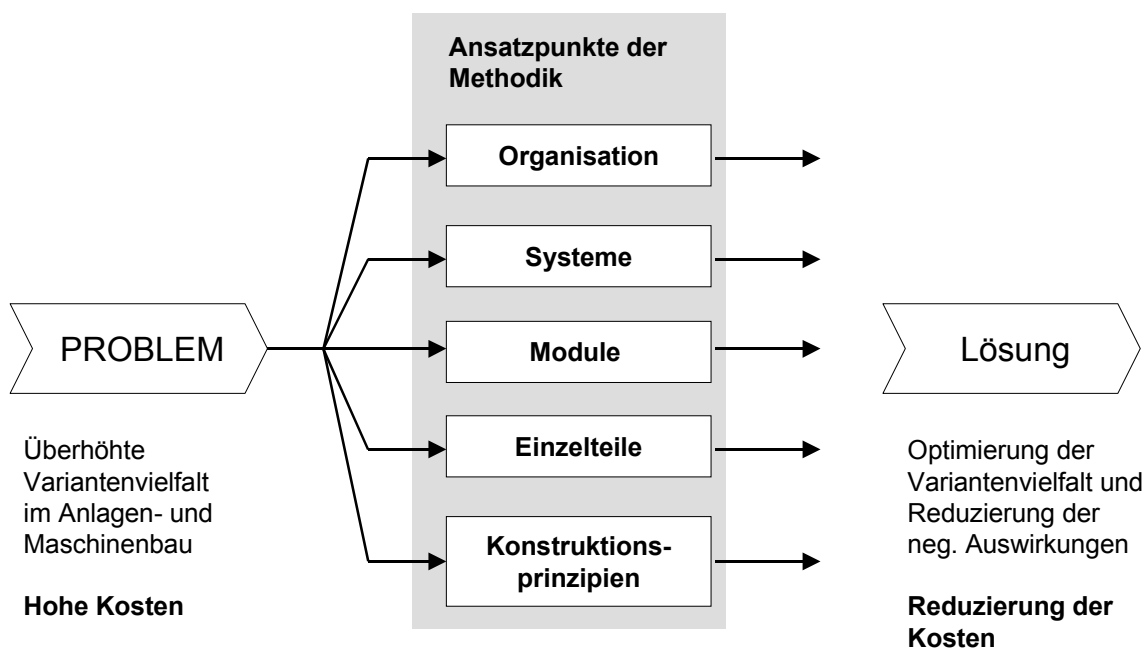 Ansatzpunkte der
Methodik
Organisation
Systeme
Module
Einzelteile
Konstruktions-
prinzipien
PROBLEM
Überhöhte
Variantenvielfalt
im Anlagen- und
Maschinenbau
Hohe Kosten
Lösung
Optimierung der
Variantenvielfalt und
Reduzierung der
neg. Auswirkungen
Reduzierung der
Kosten